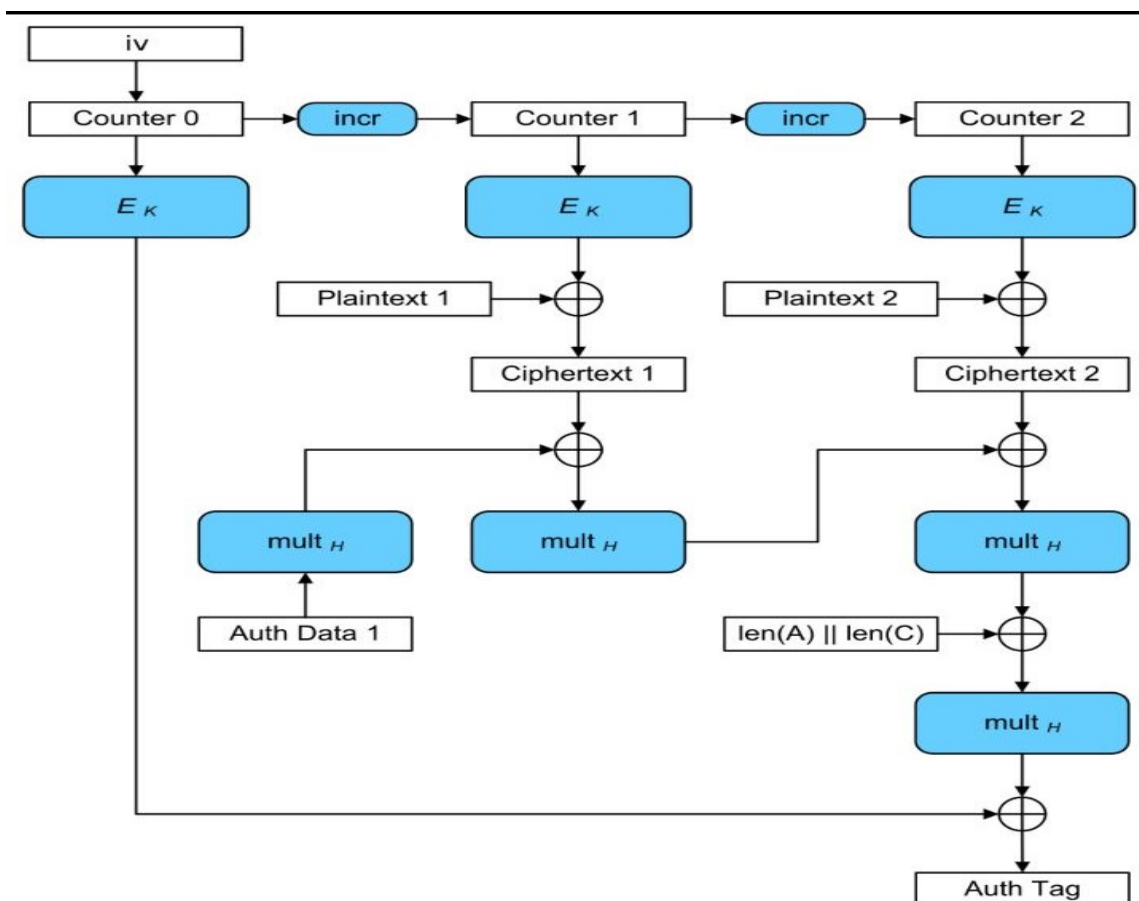 iv
Counter 0
incr
Counter 1
incr
Counter 2
E K
E K
E K
Plaintext 1
Plaintext 2
Ciphertext 1
Ciphertext 2
mult H
mult H
mult H
Auth Data 1
len(A) || len(C)
mult H
Auth Tag